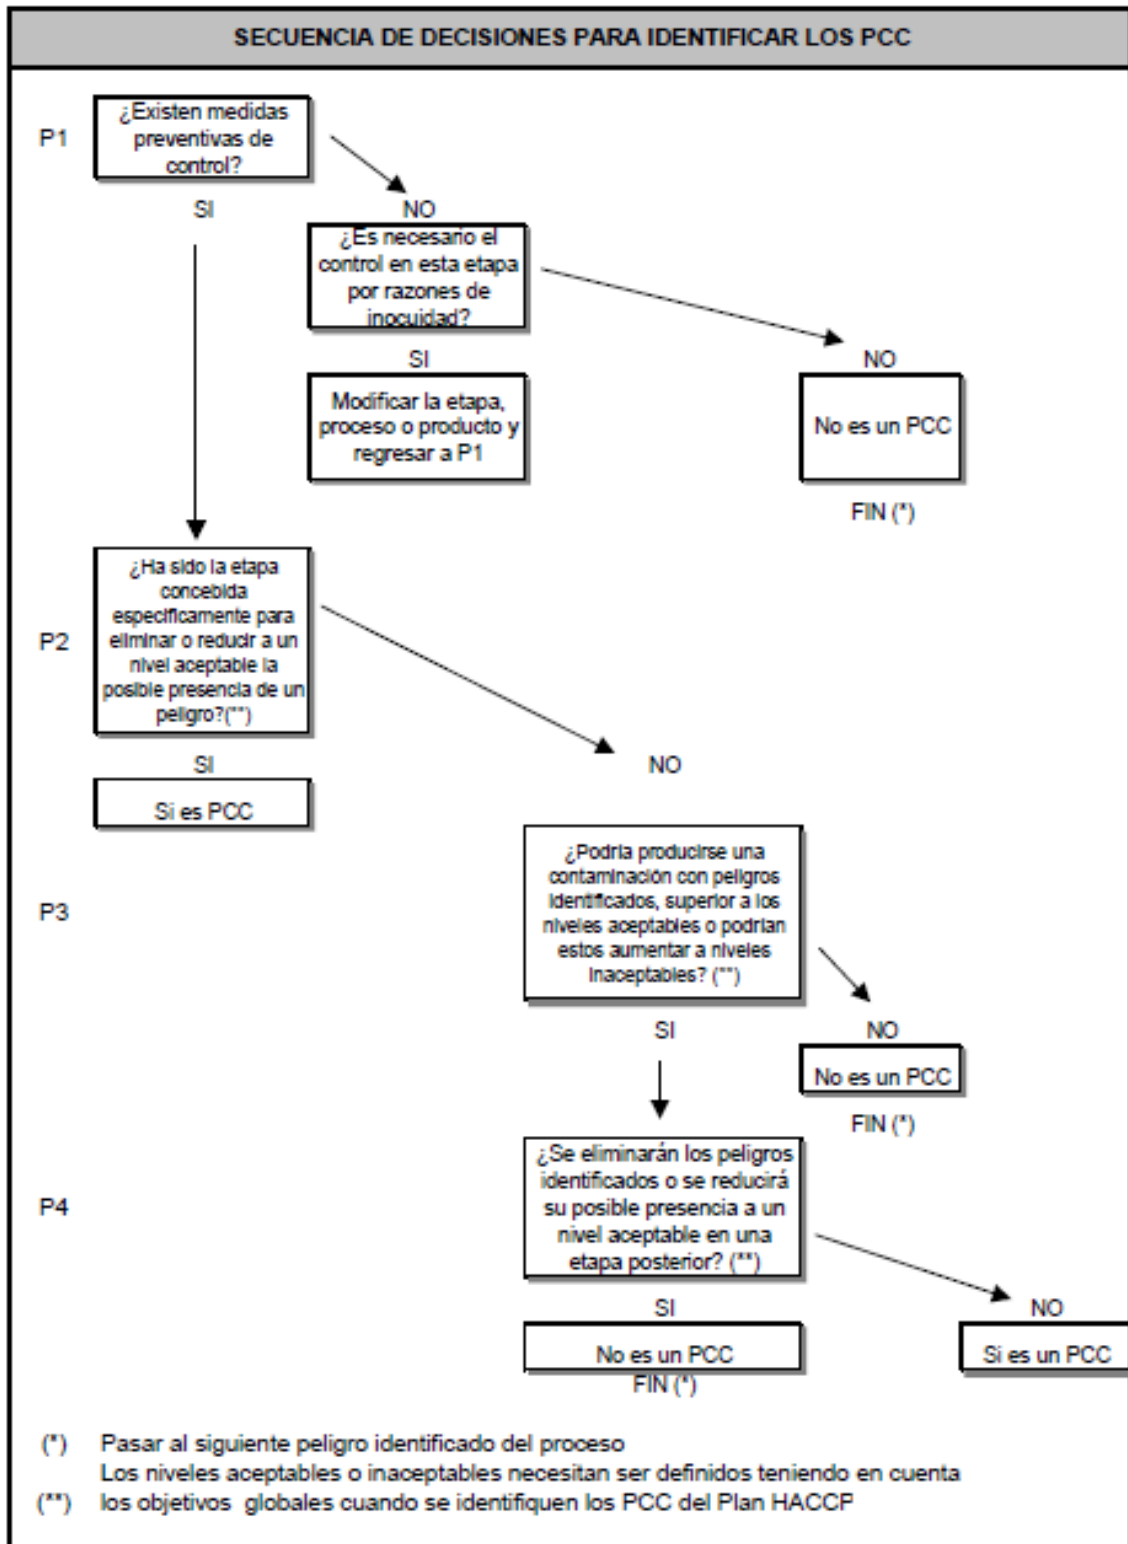 SECUENCIA DE DECISIONES PARA IDENTIFICAR LOS PCC
P1
¿Existen medidas
preventivas de
control?
SI
NO
¿Es necesario el
control en esta etapa
por razones de
inocuidad?
SI
NO
Modificar la etapa,
proceso o producto y
regresar a P1
No es un PCC
FIN (*)
P2
¿Ha sido la etapa
concebida
especificamente para
eliminar o reducir a un
nivel aceptable la
posible presencia de un
peligro?(**)
SI
NO
Si es PCC
P3
¿Podría producirse una
contaminación con peligros
identificados, superior a los
niveles aceptables o podrían
estos aumentar a niveles
inaceptables? (**)
SI
NO
No es un PCC
FIN (*)
P4
¿Se eliminarán los peligros
identificados o se reducirá
su posible presencia a un
nivel aceptable en una
etapa posterior? (**)
SI
NO
No es un PCC
Si es un PCC
FIN (*)
(*) Pasar al siguiente peligro identificado del proceso
Los niveles aceptables o inaceptables necesitan ser definidos teniendo en cuenta
(**) los objetivos globales cuando se identifiquen los PCC del Plan HACCP